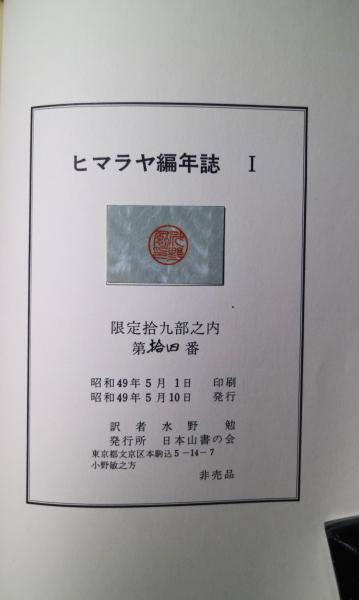 ヒマラヤ編年誌 Ⅰ
限定拾九部之内
第拾四番
昭和49年5月1日 印刷
昭和49年5月10日 発行
訳者 水野 勉
発行所 日本山書の会
東京都文京区本駒込5-14-7
小野敏之方
非売品